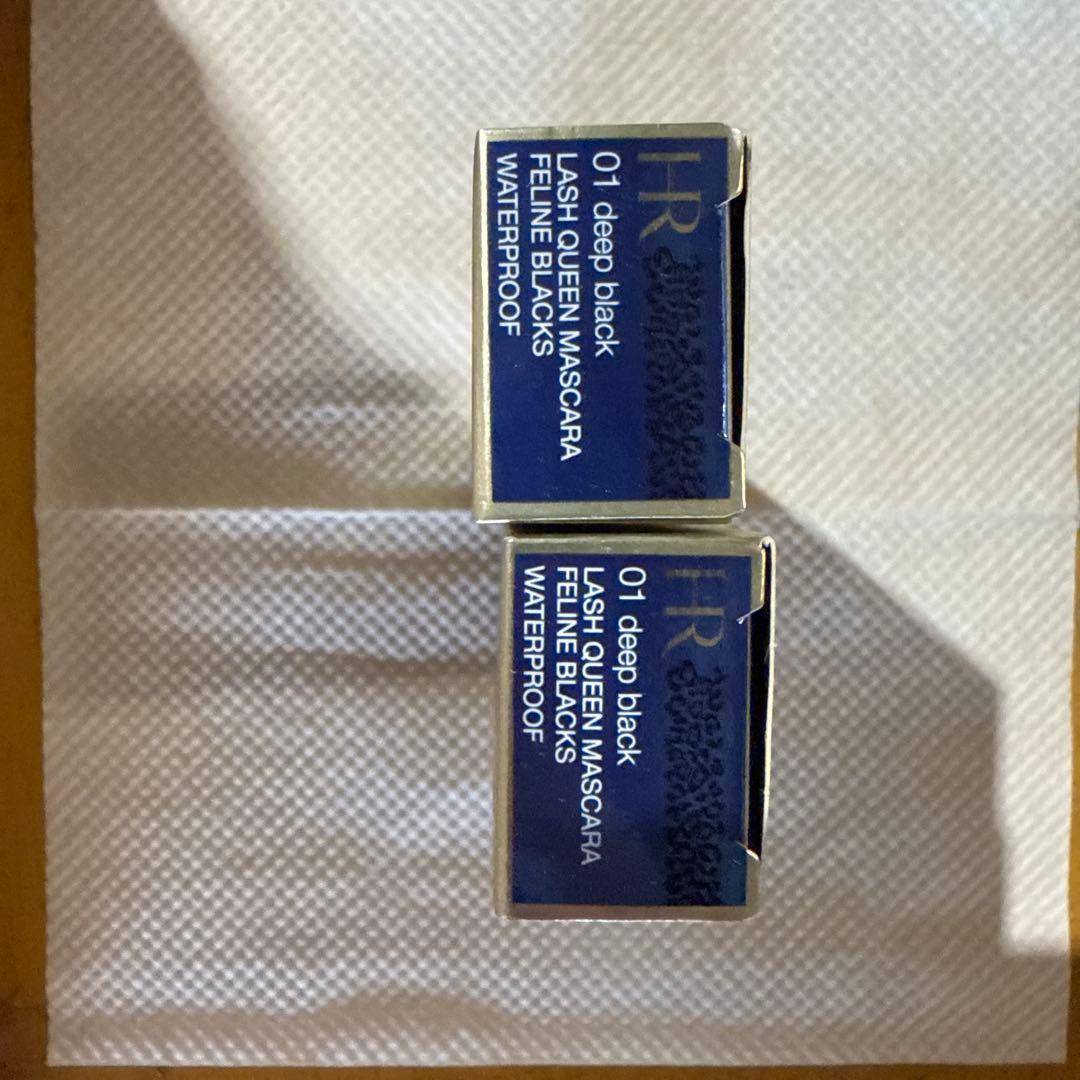 HR
01 deep black
LASH QUEEN MASCARA
FELINE BLACKS
WATERPROOF
HR
01 deep black
LASH QUEEN MASCARA
FELINE BLACKS
WATERPROOF